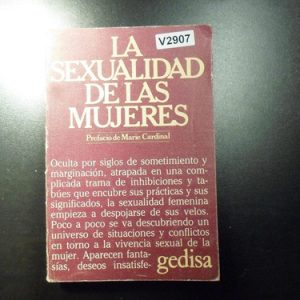 V2907
LA
SEXUALIDAD
DE LAS
MUJERES
Prefacio de Marie Cardinal
Oculta por siglos de sometimiento y
marginación, atrapada en una com-
plicada trama de inhibiciones y ta-
búes que encubre sus prácticas y sus
significados, la sexualidad femenina
empieza a despojarse de sus velos.
Poco a poco se va descubriendo un
universo de situaciones y conflictos
en torno a la vivencia sexual de la
mujer. Aparecen fanta-
sías, deseos insatisfe-
gedisa